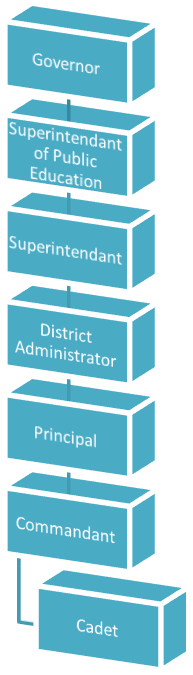 Governor
Superintendant
of Public
Education
Superintendant
District
Administrator
Principal
Commandant
Cadet